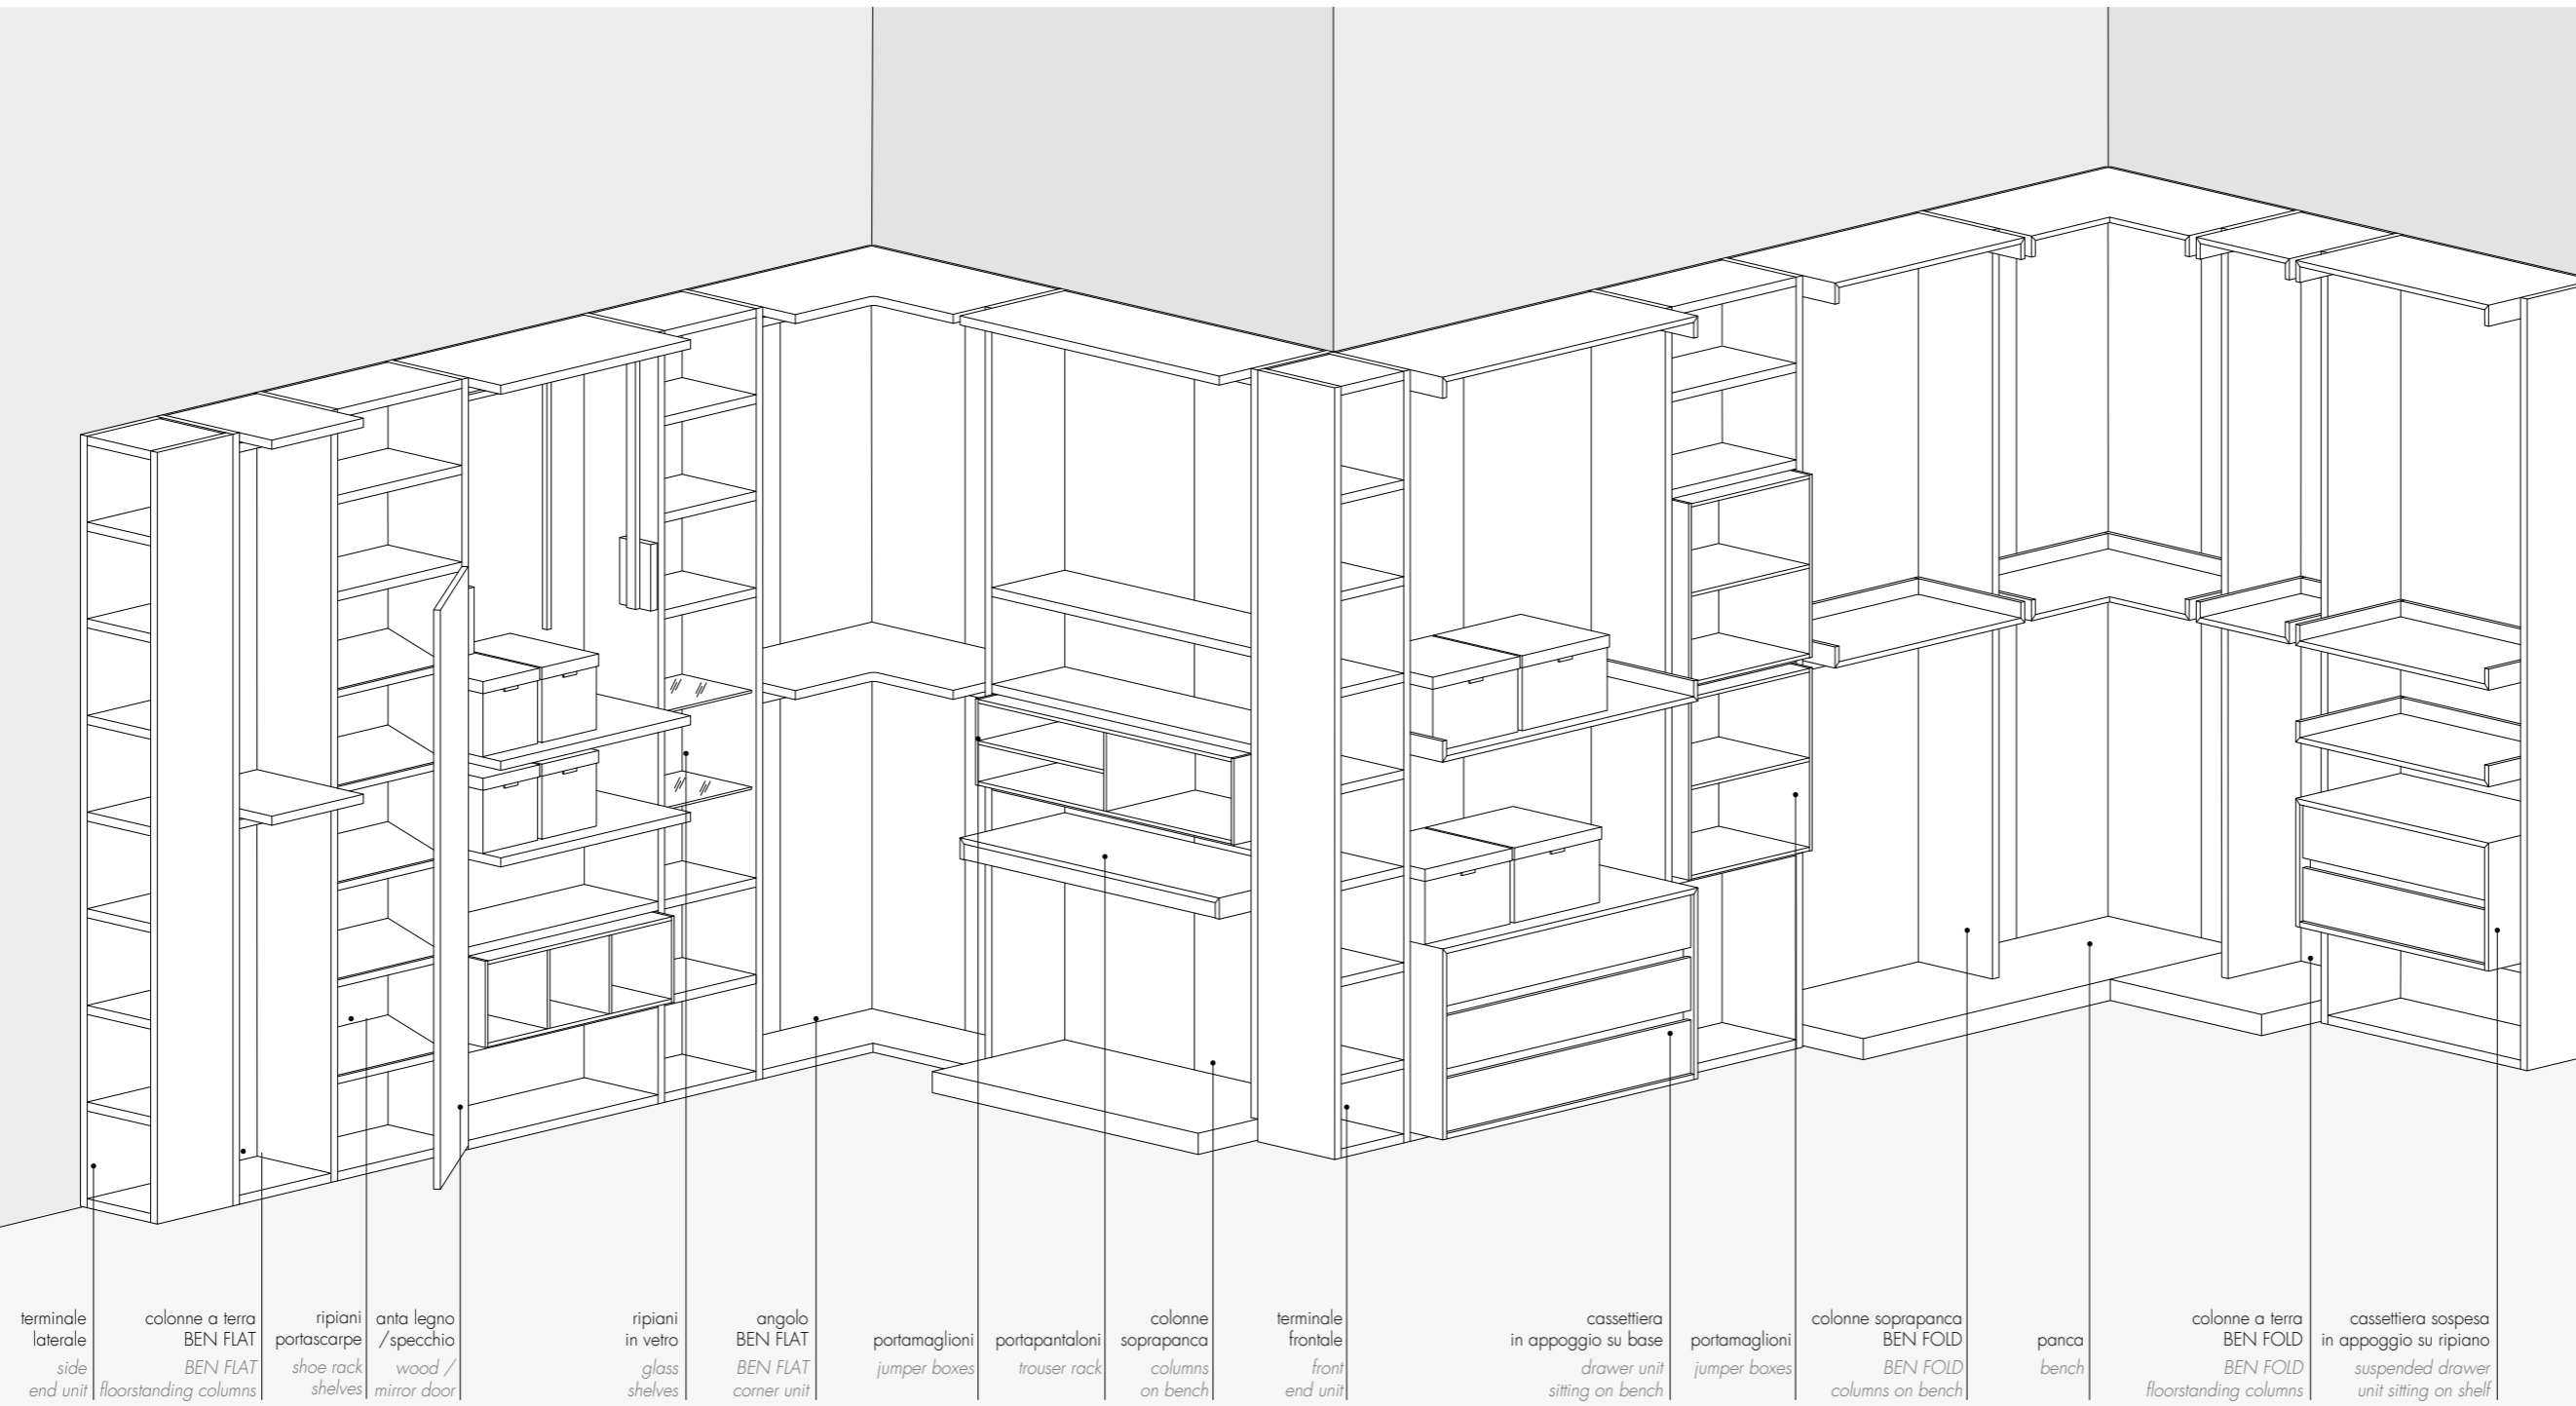 terminale
laterale
side
end unit
colonne a terra
BEN FLAT
BEN FLAT
floorstanding columns
ripiani
portascarpe
shoe rack
shelves
anta legno
/specchio
wood /
mirror door
ripiani
in vetro
glass
shelves
angolo
BEN FLAT
BEN FLAT
corner unit
portamaglioni
jumper boxes
portapantaloni
trouser rack
colonne
soprapanca
columns
on bench
terminale
frontale
front
end unit
cassettiera
in appoggio su base
drawer unit
sitting on bench
portamaglioni
jumper boxes
colonne soprapanca
BEN FOLD
BEN FOLD
columns on bench
panca
bench
colonne a terra
BEN FOLD
BEN FOLD
floorstanding columns
cassettiera sospesa
in appoggio su ripiano
suspended drawer
unit sitting on shelf